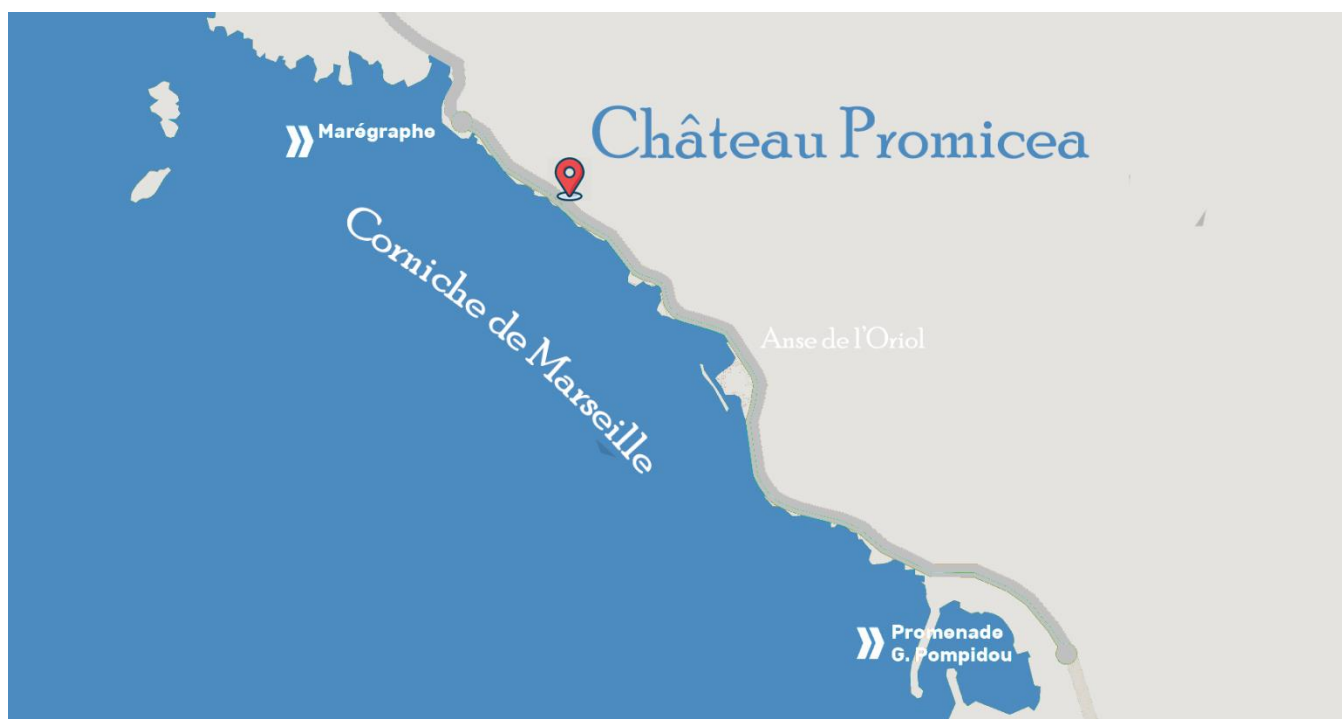 Château Promicea
Marégraphe
Corniche de Marseille
Anse de l'Oriol
Promenade
G. Pompidou